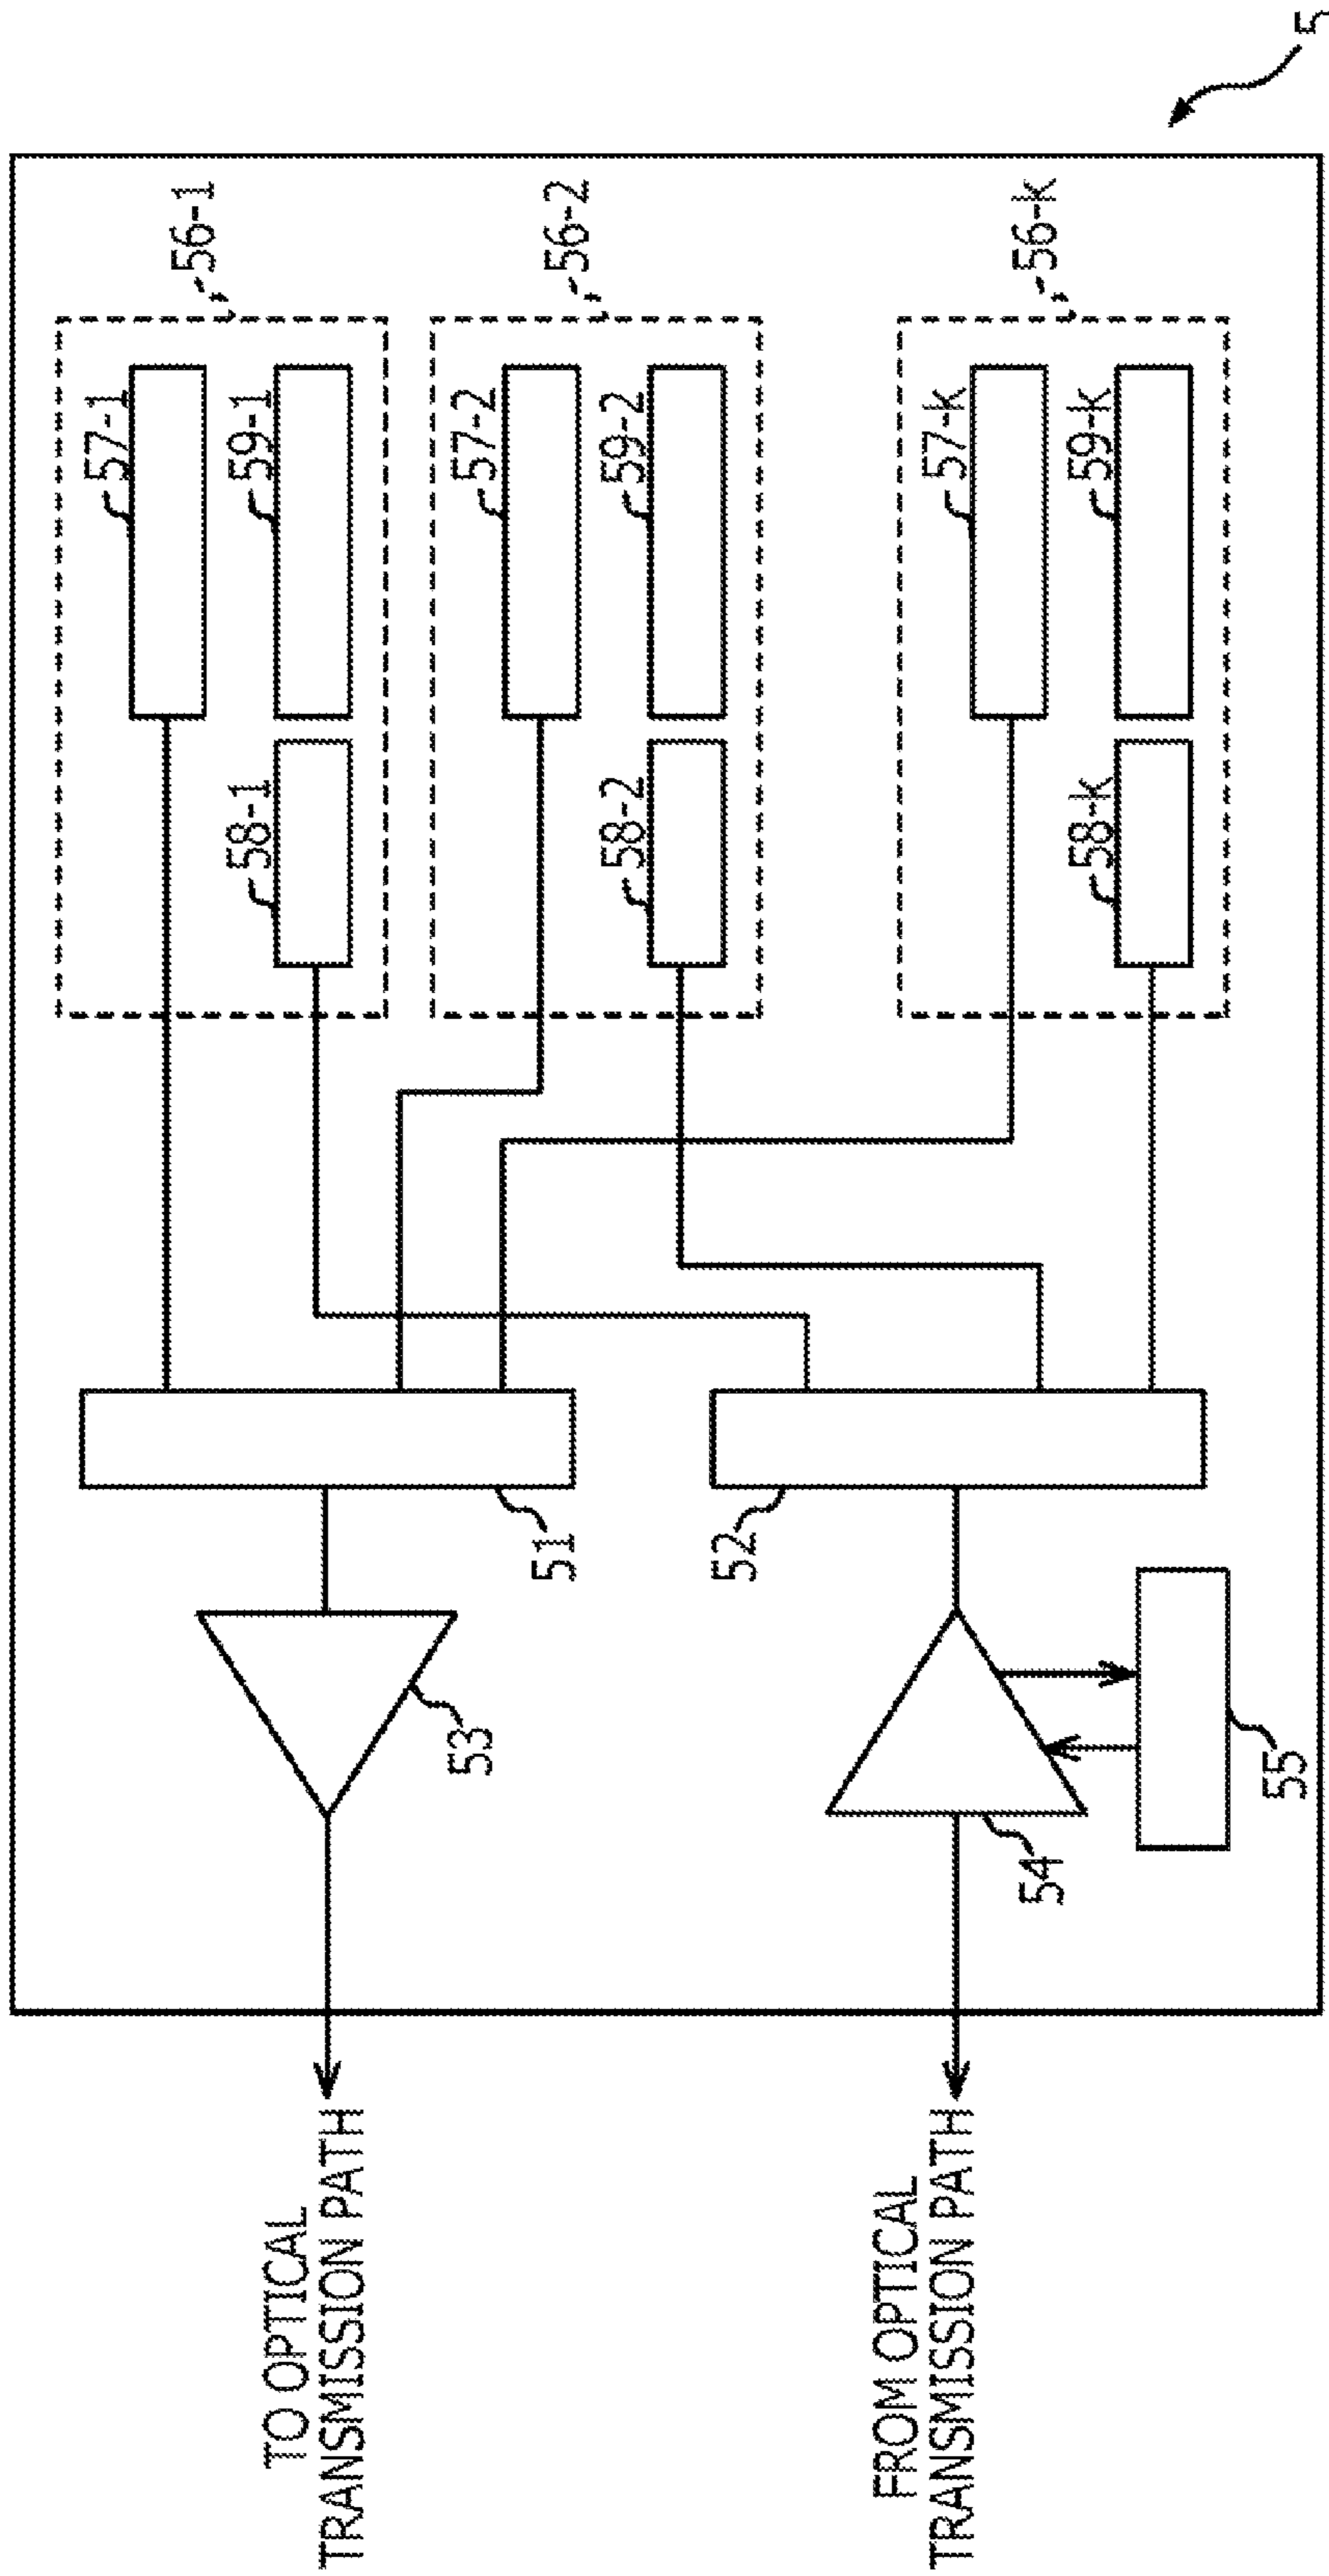 5
56-1
57-1
59-1
58-1
56-2
57-2
59-2
58-2
56-k
57-k
59-k
58-k
51
52
53
54
55
TO OPTICAL
TRANSMISSION PATH
FROM OPTICAL
TRANSMISSION PATH